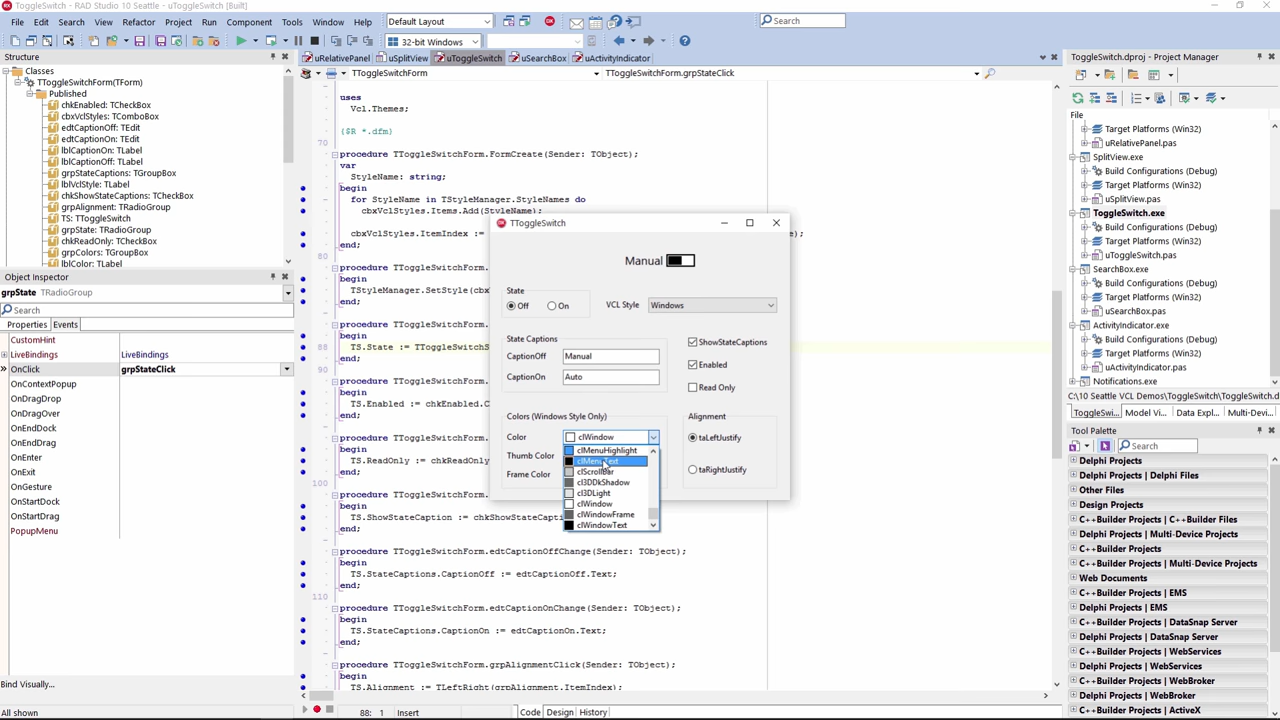 ToggleSwitch - RAD Studio 10 Seattle - uToggleSwitch [Built]
File Edit Search View Refactor Project Run Component Tools Window Help
Default Layout
Search
32-bit Windows
Structure
Classes
TToggleSwitchForm(TForm)
Published
chkEnabled: TCheckBox
cbxVclStyles: TComboBox
edtCaptionOff: TEdit
edtCaptionOn: TEdit
lblCaptionOn: TLabel
lblCaptionOff: TLabel
grpStateCaptions: TGroupBox
lblVclStyle: TLabel
chkShowStateCaptions: TCheckBox
grpAlignment: TRadioGroup
TS: TToggleSwitch
grpState: TRadioGroup
chkReadOnly: TCheckBox
grpColors: TGroupBox
lblColor: TLabel
Object Inspector
grpState TRadioGroup
Search
Properties Events
CustomHint
LiveBindings LiveBindings
OnClick grpStateClick
OnContextPopup
OnDragDrop
OnDragOver
OnEndDock
OnEndDrag
OnEnter
OnExit
OnGesture
OnStartDock
OnStartDrag
PopupMenu
Bind Visually...
All shown
uRelativePanel uSplitView uToggleSwitch uSearchBox uActivityIndicator
TToggleSwitchForm TToggleSwitchForm.grpStateClick
uses
Vcl.Themes;
{$R *.dfm}
70
procedure TToggleSwitchForm.FormCreate(Sender: TObject);
var
StyleName: string;
begin
for StyleName in TStyleManager.StyleNames do
cbxVclStyles.Items.Add(StyleName);
cbxVclStyles.ItemIndex := e);
end;
80
procedure TToggleSwitchForm.
begin
TStyleManager.SetStyle(cbx
end;
procedure TToggleSwitchForm.
begin
88 TS.State := TToggleSwitchS
end;
90
procedure TToggleSwitchForm.
begin
TS.Enabled := chkEnabled.C
end;
procedure TToggleSwitchForm.
begin
TS.ReadOnly := chkReadOnly
end;
100
procedure TToggleSwitchForm.
begin
TS.ShowStateCaption := chkShowStateCapti
end;
procedure TToggleSwitchForm.edtCaptionOffChange(Sender: TObject);
begin
TS.StateCaptions.CaptionOff := edtCaptionOff.Text;
end;
110
procedure TToggleSwitchForm.edtCaptionOnChange(Sender: TObject);
begin
TS.StateCaptions.CaptionOn := edtCaptionOn.Text;
end;
procedure TToggleSwitchForm.grpAlignmentClick(Sender: TObject);
begin
TS.Alignment := TLeftRight(grpAlignment.ItemIndex);
88: 1 Insert Code Design History
TToggleSwitch
Manual
State
Off On
VCL Style Windows
State Captions
CaptionOff Manual
CaptionOn Auto
ShowStateCaptions
Enabled
Read Only
Colors (Windows Style Only)
Color clWindow
Thumb Color
Frame Color
clMenuHighlight
clMenuText
clScrollBar
cl3DDkShadow
cl3DLight
clWindow
clWindowFrame
clWindowText
Alignment
taLeftJustify
taRightJustify
ToggleSwitch.dproj - Project Manager
File
Target Platforms (Win32)
uRelativePanel.pas
SplitView.exe
Build Configurations (Debug)
Target Platforms (Win32)
uSplitView.pas
ToggleSwitch.exe
Build Configurations (Debug)
Target Platforms (Win32)
uToggleSwitch.pas
SearchBox.exe
Build Configurations (Debug)
Target Platforms (Win32)
uSearchBox.pas
ActivityIndicator.exe
Build Configurations (Debug)
Target Platforms (Win32)
uActivityIndicator.pas
Notifications.exe
C:\10 Seattle VCL Demos\ToggleSwitch\ToggleSwitch.d
ToggleSwi... Model Vi... Data Expl... Multi-Devi...
Tool Palette
Search
Delphi Projects
Delphi Projects | Delphi Files
Other Files
Design Projects
C++Builder Projects | C++Builder Files
Delphi Projects | Multi-Device Projects
C++Builder Projects
C++Builder Projects | Multi-Device Projects
Web Documents
C++Builder Projects | EMS
Delphi Projects | EMS
C++Builder Projects | DataSnap Server
Delphi Projects | DataSnap Server
C++Builder Projects | WebServices
Delphi Projects | WebServices
C++Builder Projects | WebBroker
Delphi Projects | WebBroker
C++Builder Projects | ActiveX